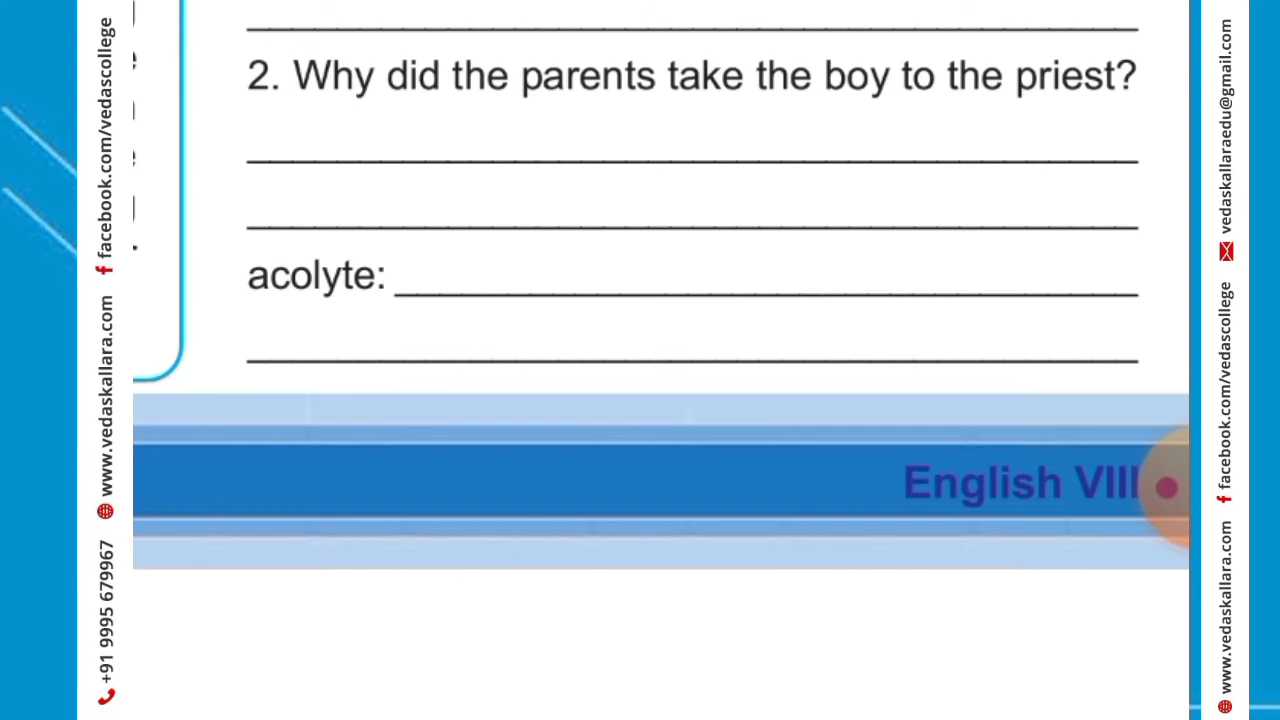 2. Why did the parents take the boy to the priest?
acolyte:
English VIII
+91 9995 679967 www.vedaskallara.com facebook.com/vedascollege
www.vedaskallara.com facebook.com/vedascollege vedaskallaraedu@gmail.com